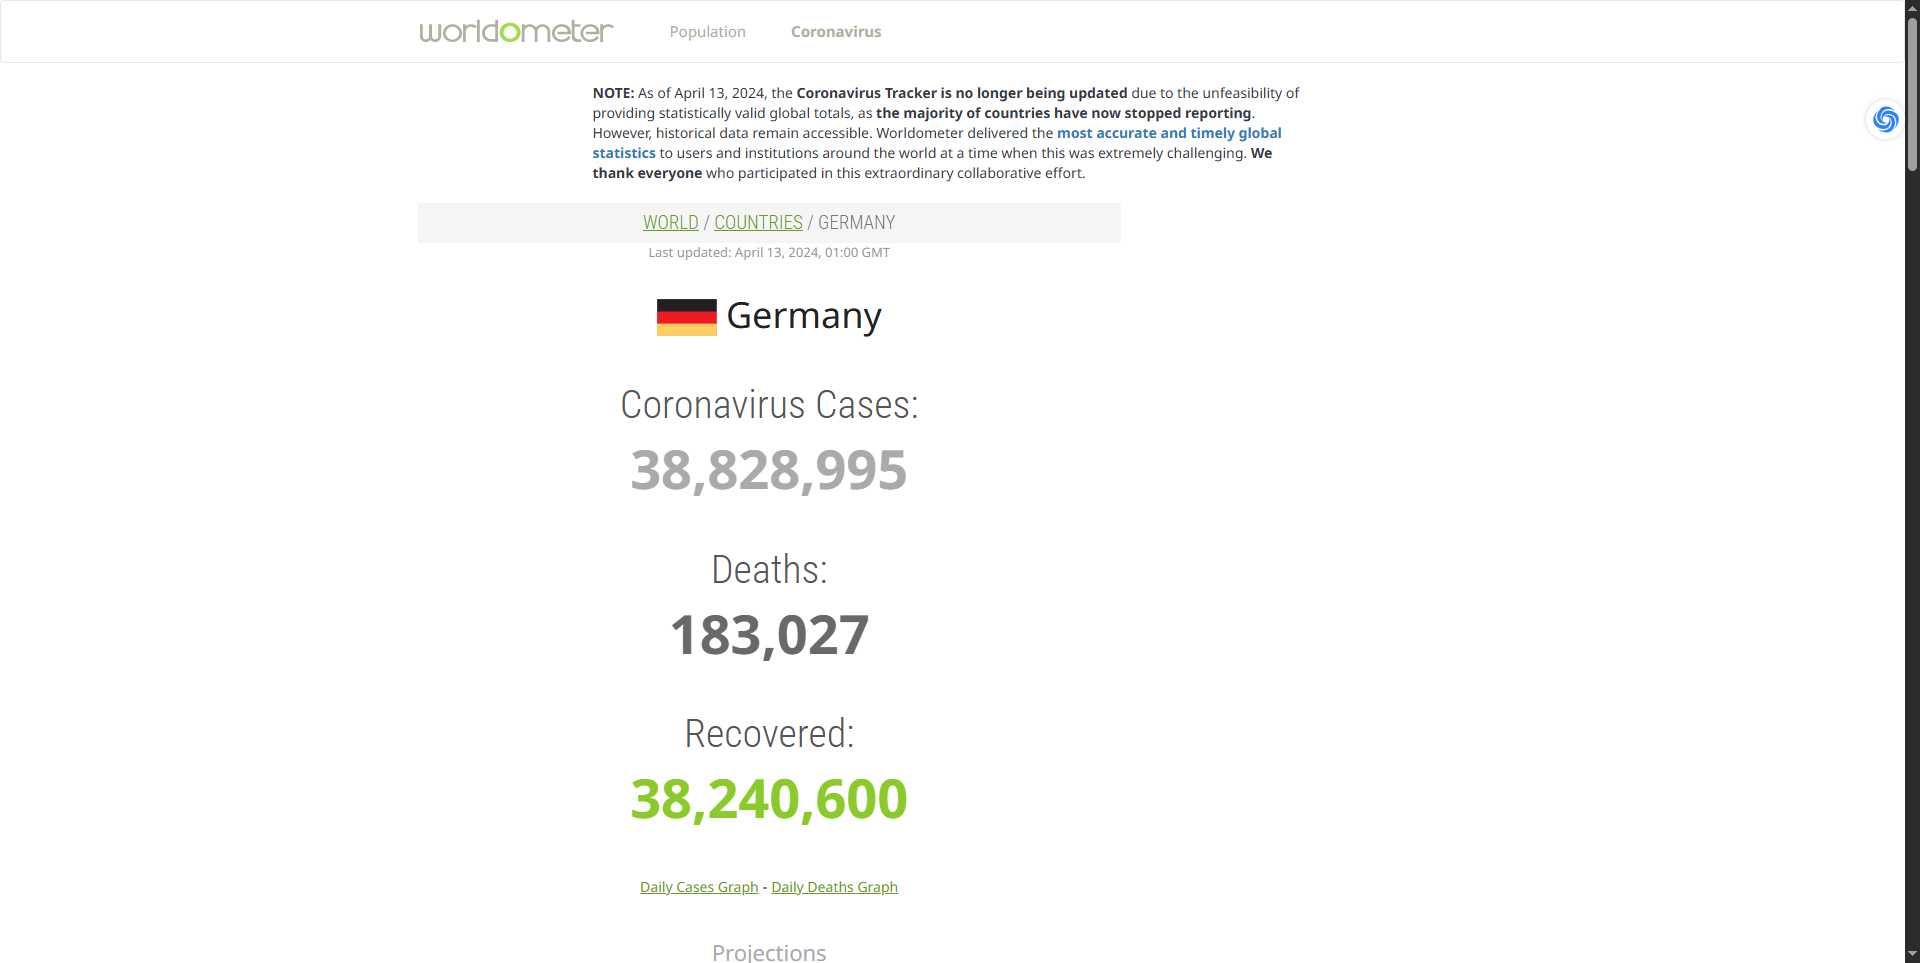 worldometer
Population
Coronavirus
NOTE: As of April 13, 2024, the Coronavirus Tracker is no longer being updated due to the unfeasibility of
providing statistically valid global totals, as the majority of countries have now stopped reporting.
However, historical data remain accessible. Worldometer delivered the most accurate and timely global
statistics to users and institutions around the world at a time when this was extremely challenging. We
thank everyone who participated in this extraordinary collaborative effort.
WORLD / COUNTRIES / GERMANY
Last updated: April 13, 2024, 01:00 GMT
Germany
Coronavirus Cases:
38,828,995
Deaths:
183,027
Recovered:
38,240,600
Daily Cases Graph - Daily Deaths Graph
Projections